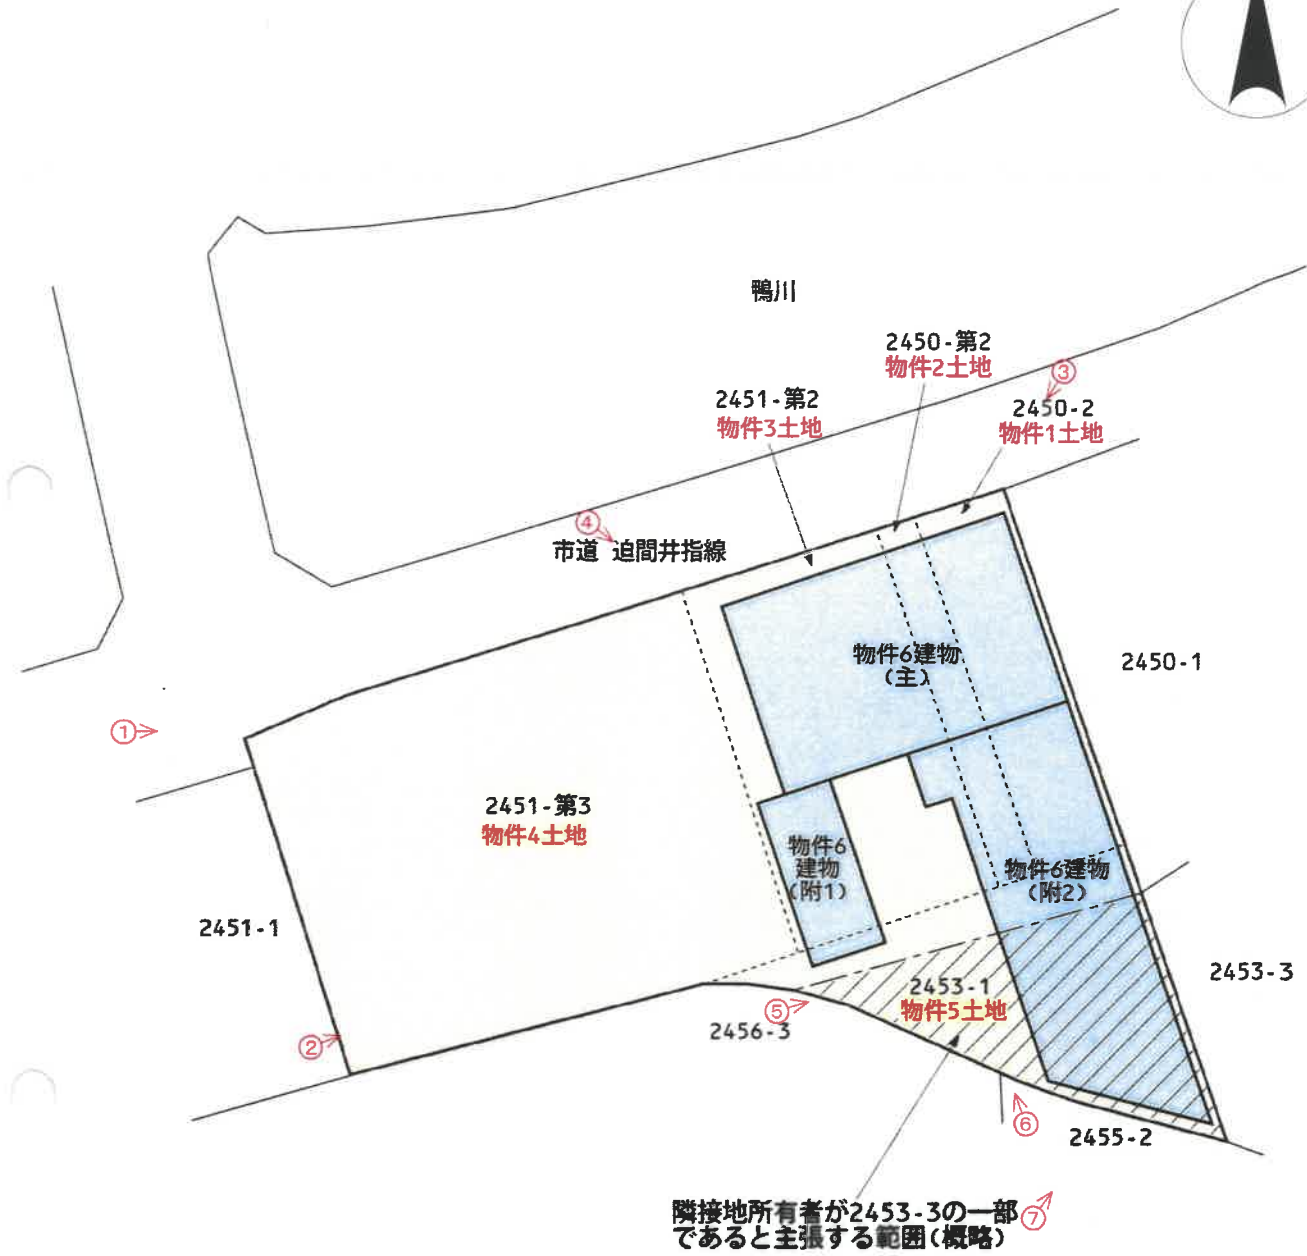 鴨川
2450-第2
物件2土地
③
2451-第2
物件3土地
2450-2
物件1土地
④
市道 迫間井指線
物件6建物
(主)
2450-1
①
2451-第3
物件4土地
物件6
建物
(附1)
物件6建物
(附2)
2451-1
2453-3
2453-1
物件5土地
⑤
2456-3
②
⑥
2455-2
隣接地所有者が2453-3の一部
であると主張する範囲(概略)
⑦